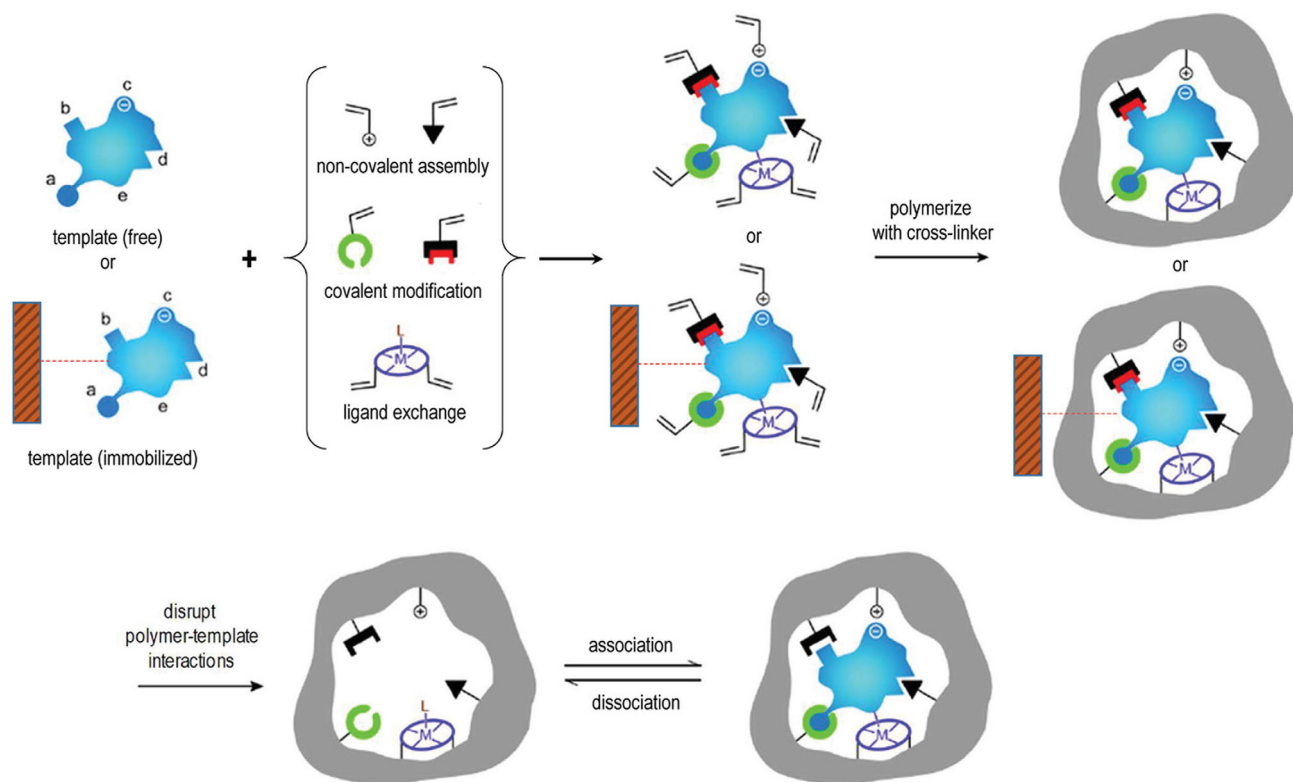 c
b
d
a
e
template (free)
or
c
b
d
a
e
template (immobilized)
+
+
non-covalent assembly
covalent modification
L
M
ligand exchange
+
−
M
or
+
−
M
polymerize
with cross-linker
+
−
M
or
+
−
M
disrupt
polymer-template
interactions
+
L
M
association
dissociation
+
−
M